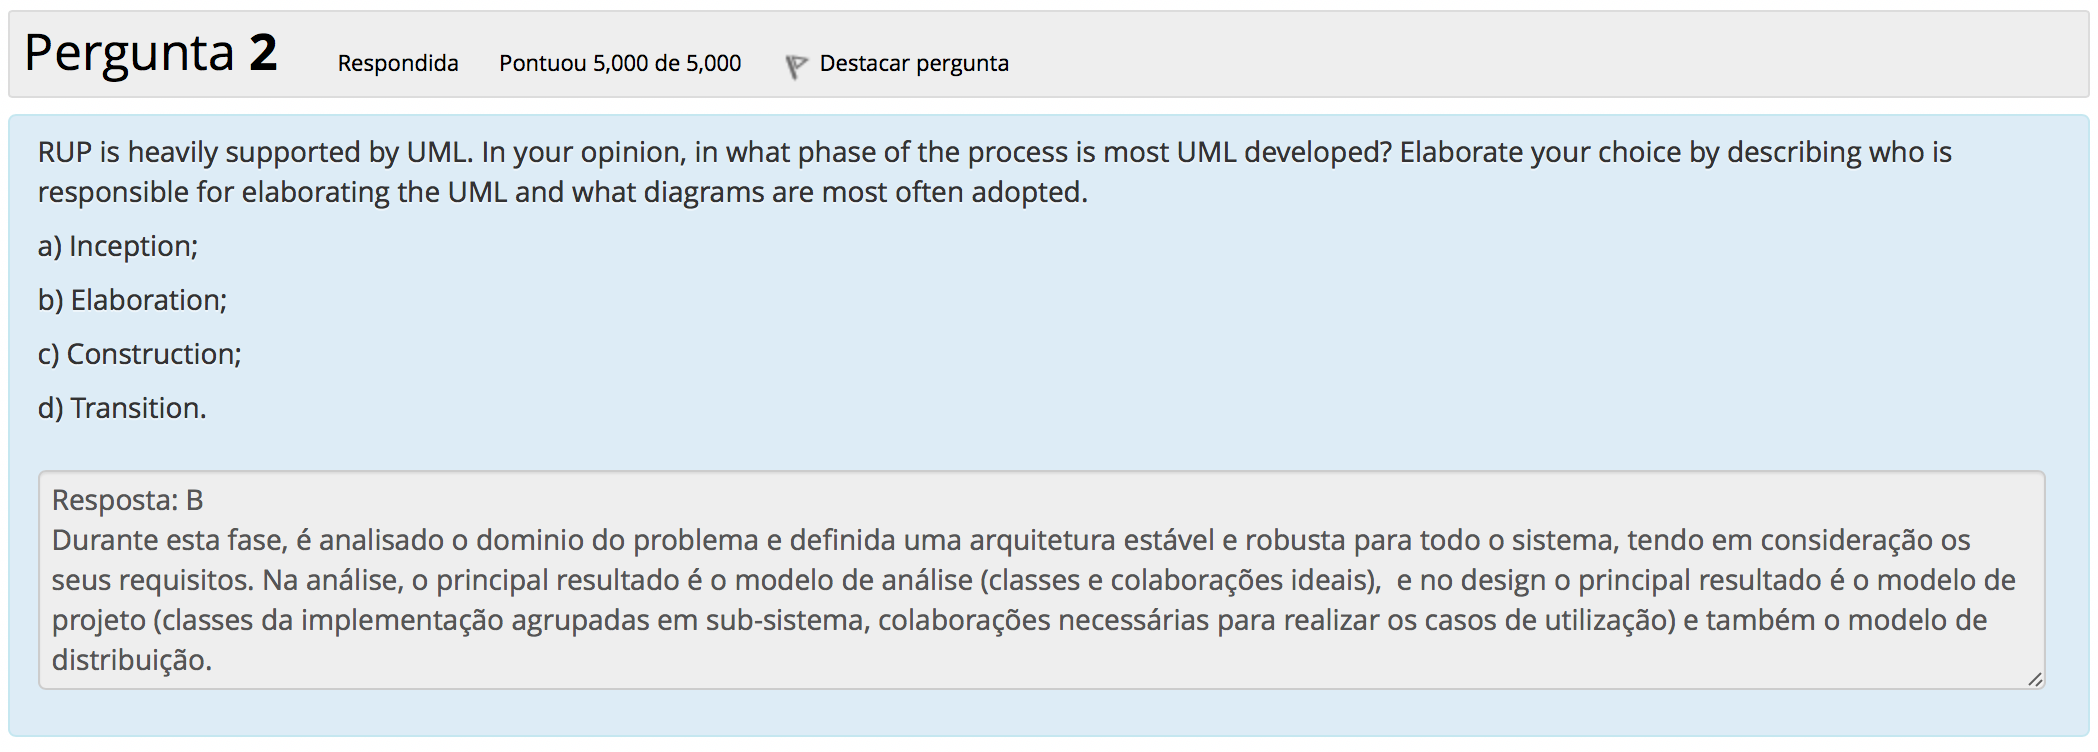 Pergunta 2 Respondida Pontuou 5,000 de 5,000 Destacar pergunta
RUP is heavily supported by UML. In your opinion, in what phase of the process is most UML developed? Elaborate your choice by describing who is
responsible for elaborating the UML and what diagrams are most often adopted.
a) Inception;
b) Elaboration;
c) Construction;
d) Transition.
Resposta: B
Durante esta fase, é analisado o dominio do problema e definida uma arquitetura estável e robusta para todo o sistema, tendo em consideração os
seus requisitos. Na análise, o principal resultado é o modelo de análise (classes e colaborações ideais),  e no design o principal resultado é o modelo de
projeto (classes da implementação agrupadas em sub-sistema, colaborações necessárias para realizar os casos de utilização) e também o modelo de
distribuição.